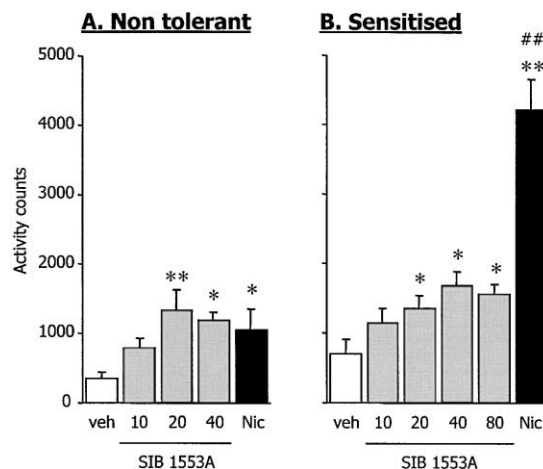 A. Non tolerant
B. Sensitised
Activity counts
5000
4000
3000
2000
1000
0
**
*
*
*
*
*
##
**
veh 10 20 40 Nic
SIB 1553A
veh 10 20 40 80 Nic
SIB 1553A